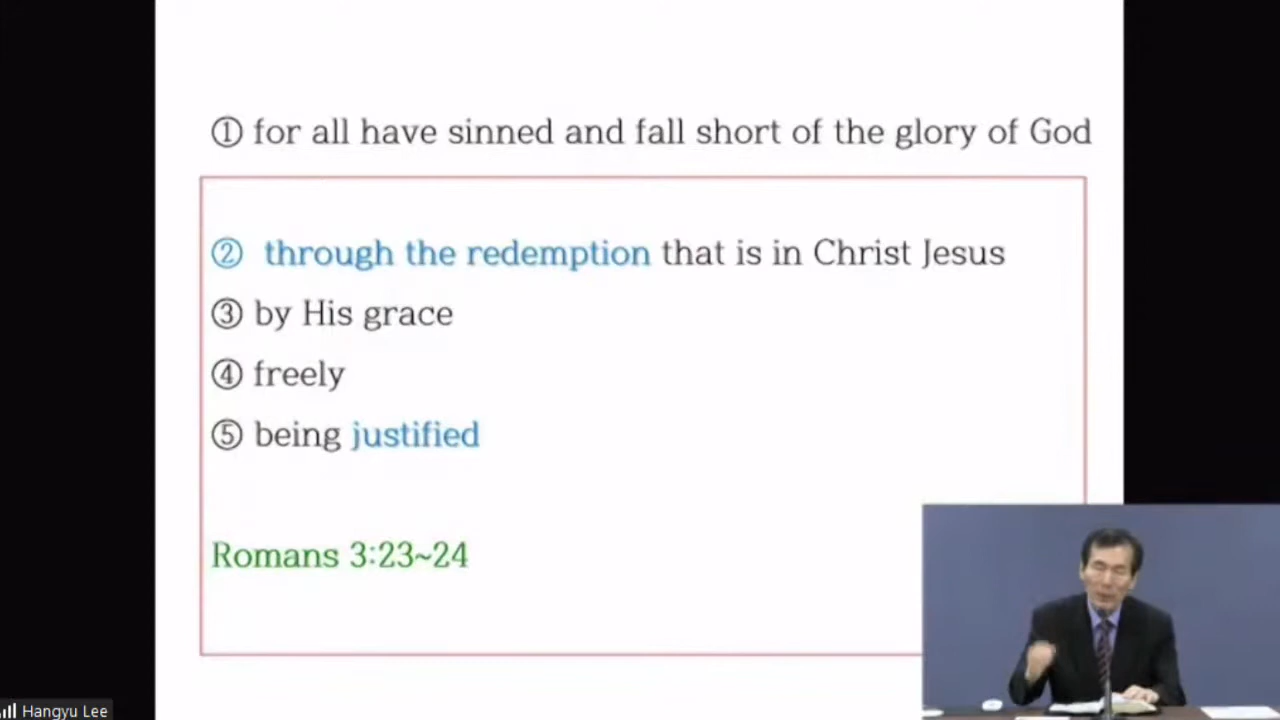 ① for all have sinned and fall short of the glory of God
② through the redemption that is in Christ Jesus
③ by His grace
④ freely
⑤ being justified
Romans 3:23~24
Hangyu Lee